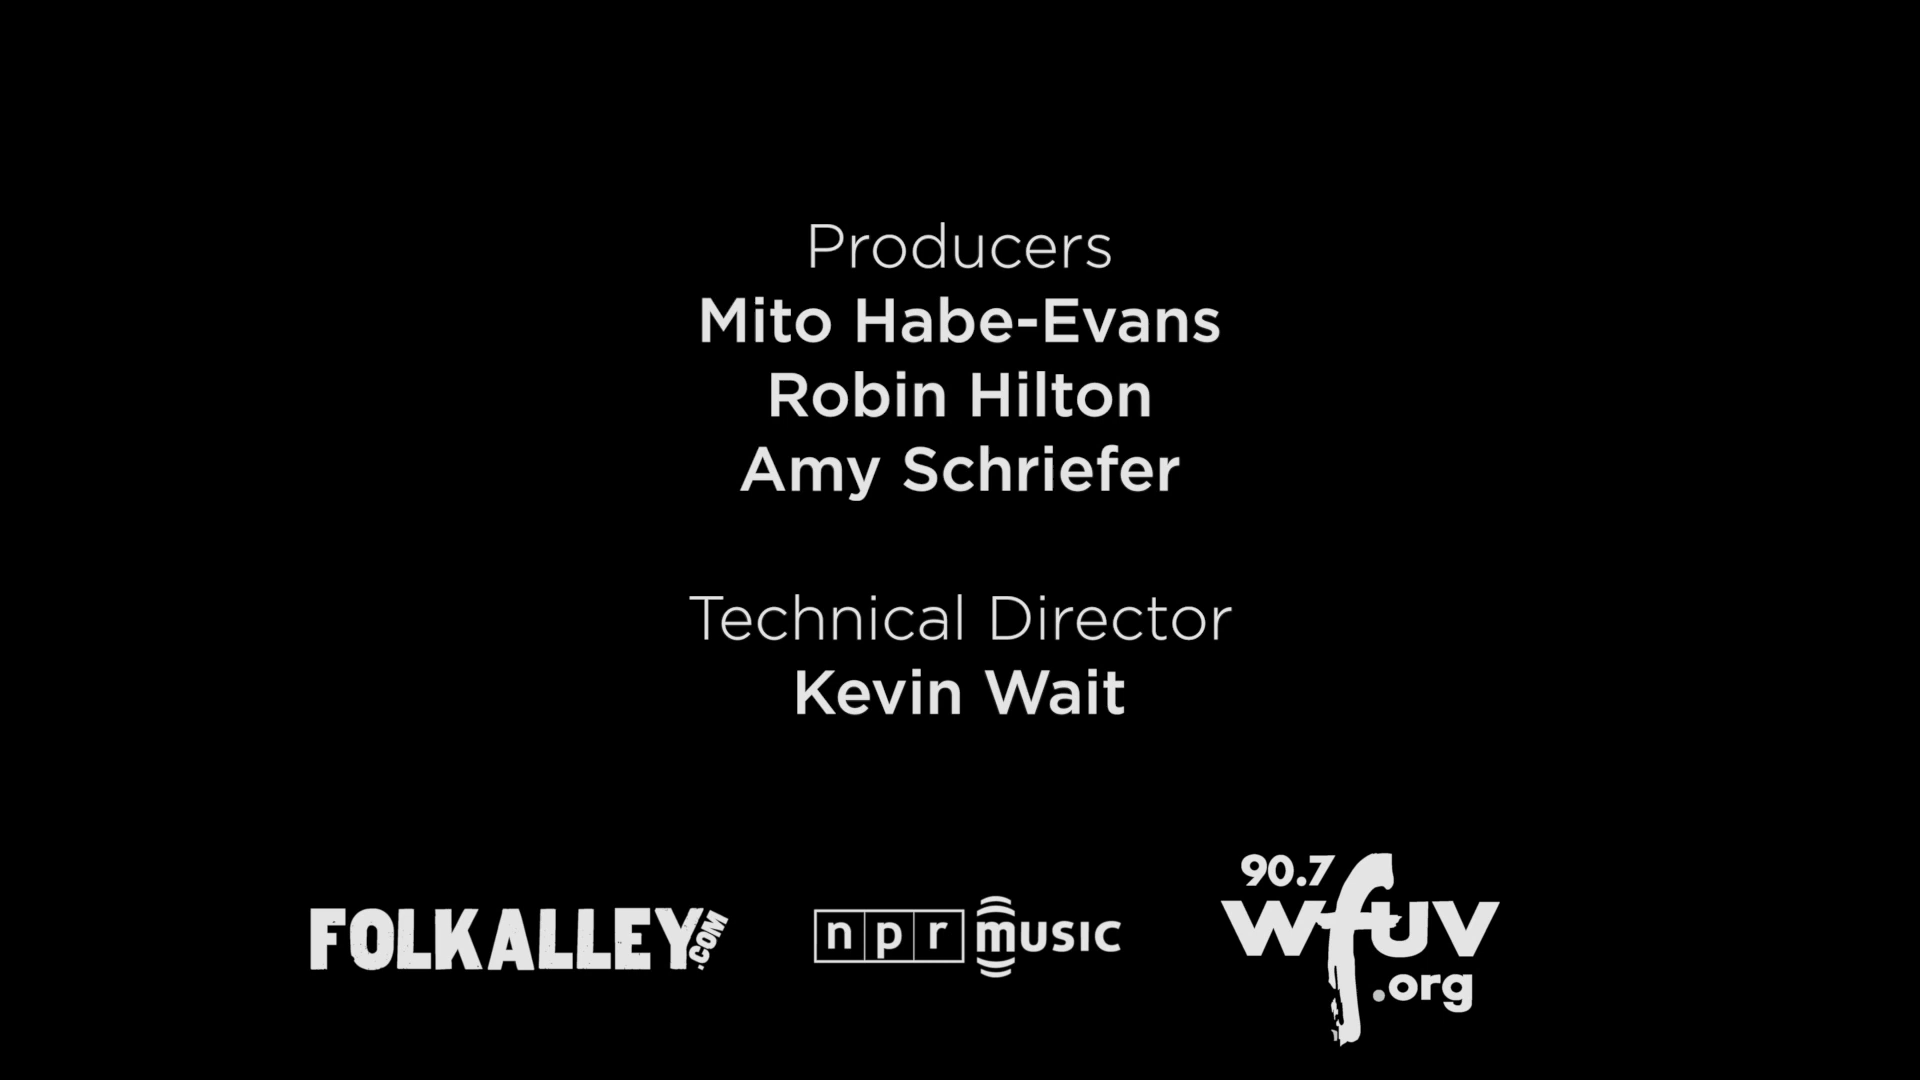 Producers
Mito Habe-Evans
Robin Hilton
Amy Schriefer
Technical Director
Kevin Wait
FOLKALLEY.COM
npr music
90.7
wfuv
.org